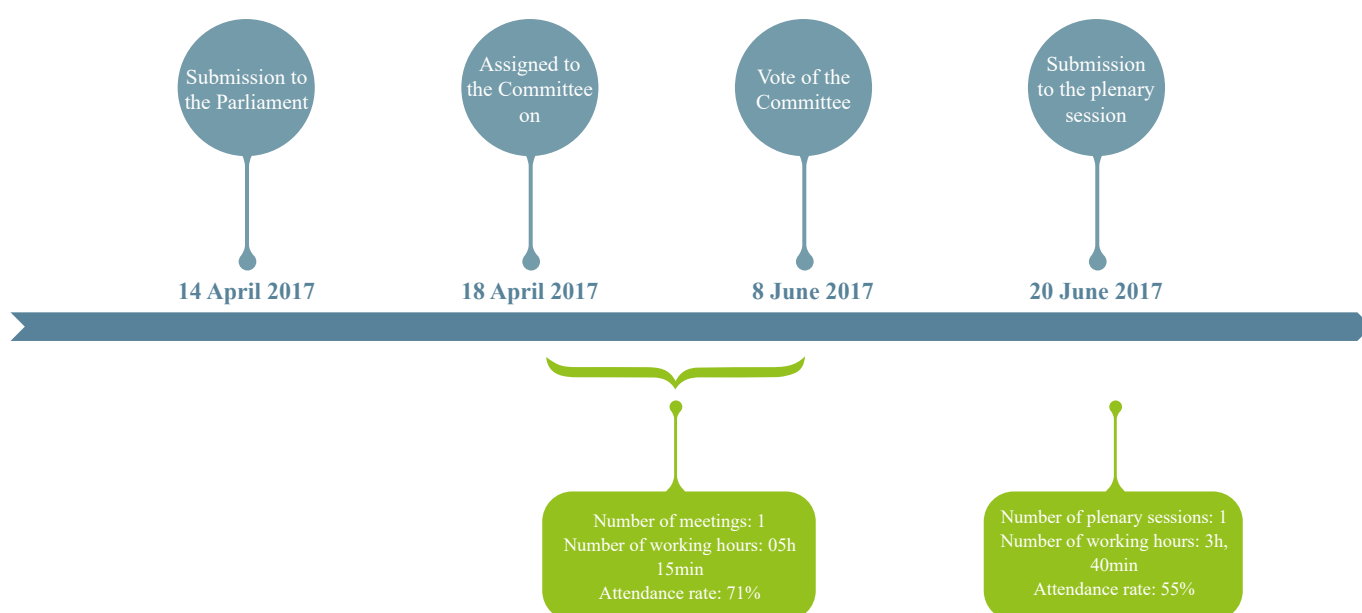 Submission to
the Parliament
Assigned to
the Committee
on
Vote of the
Committee
Submission
to the plenary
session
14 April 2017
18 April 2017
8 June 2017
20 June 2017
Number of meetings: 1
Number of working hours: 05h
15min
Attendance rate: 71%
Number of plenary sessions: 1
Number of working hours: 3h,
40min
Attendance rate: 55%